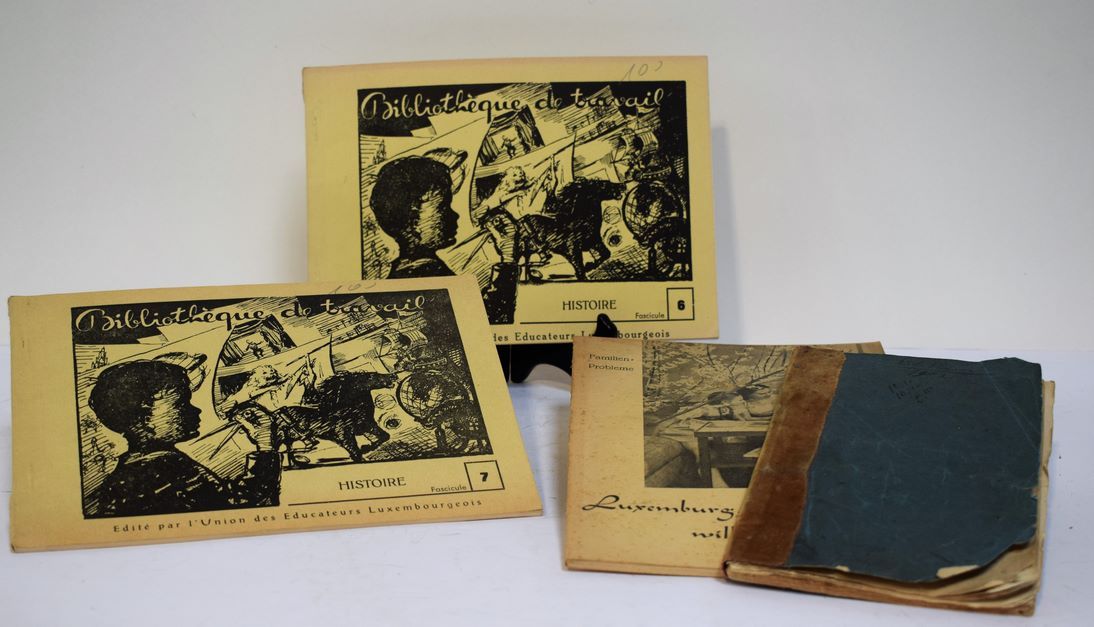 103
Bibliothèque de travail
HISTOIRE
6
Fascicule
des Educateurs Luxembourgeois
Bibliothèque de travail
HISTOIRE
7
Fascicule
Edité par l'Union des Educateurs Luxembourgeois
Familien-
Probleme
Luxemburg
wil